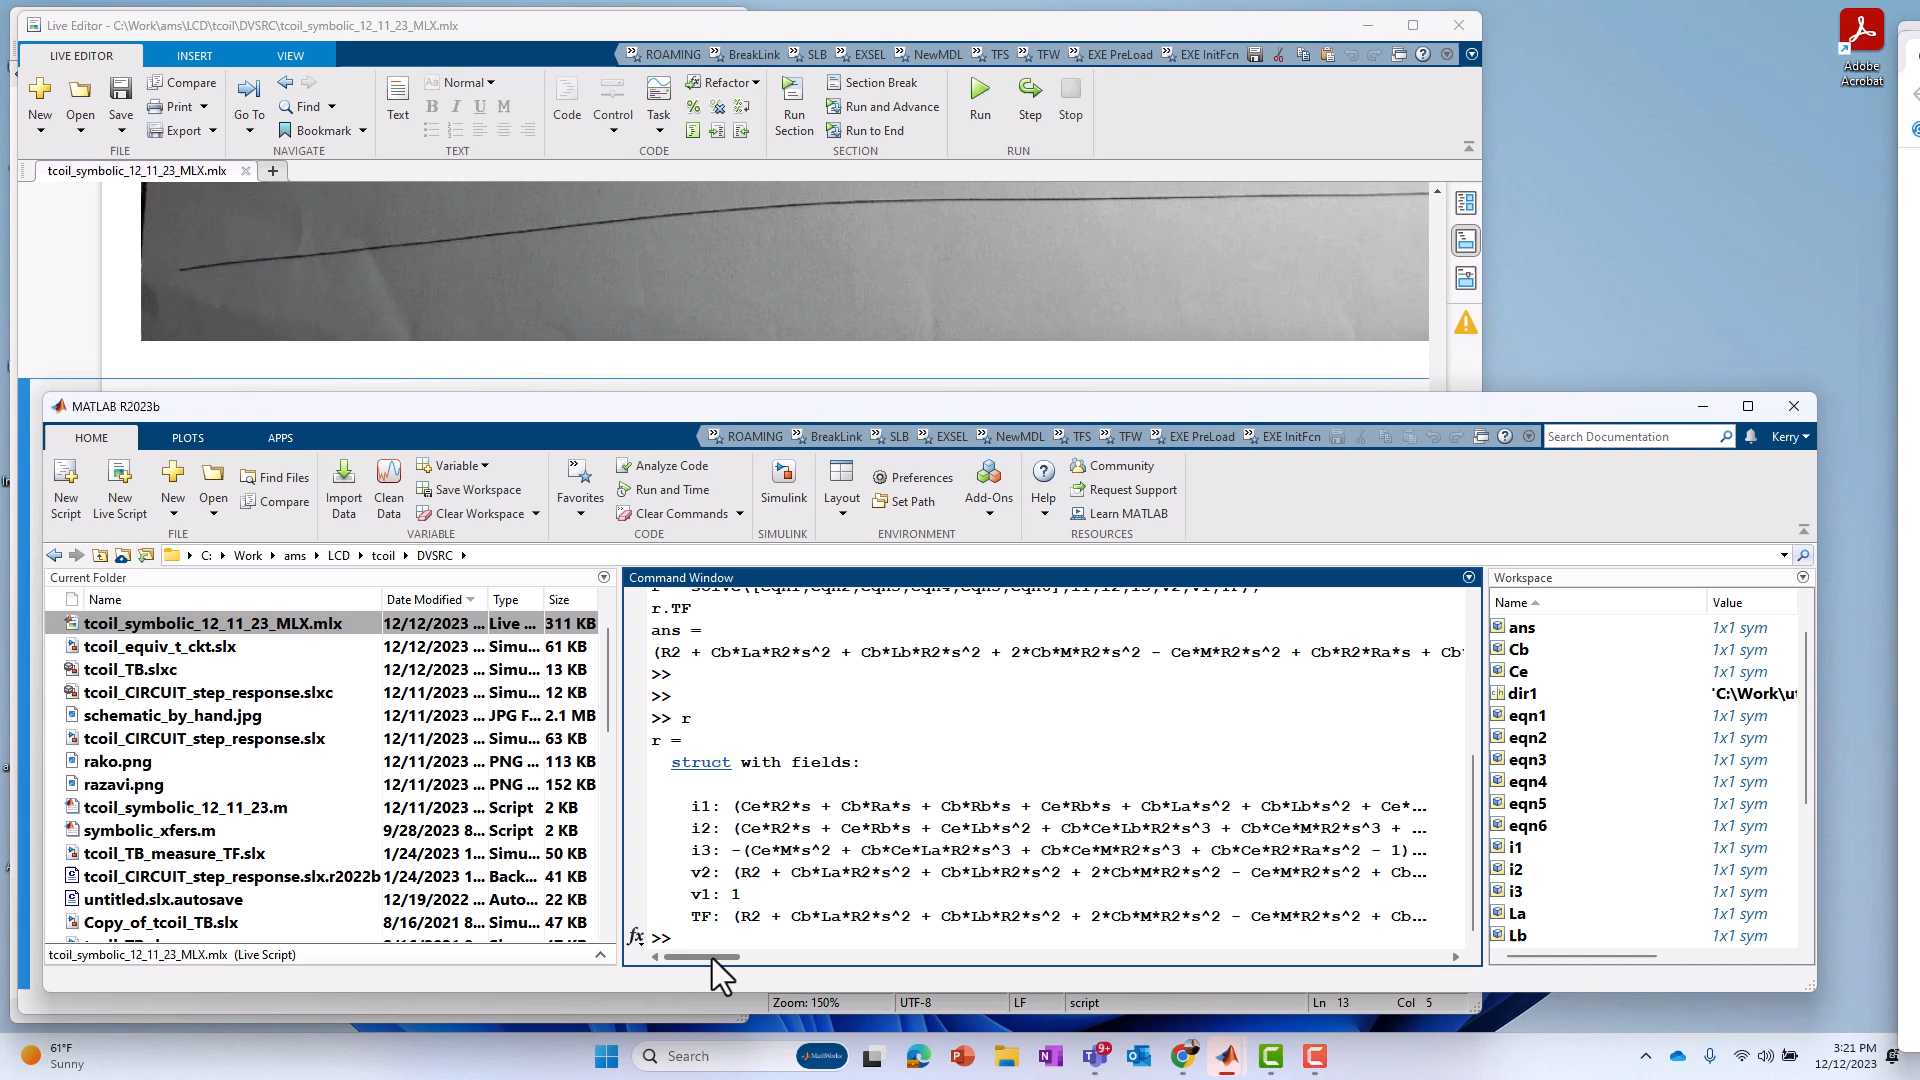 Live Editor - C:\Work\ams\LCD\tcoil\DVSRC\tcoil_symbolic_12_11_23_MLX.mlx
LIVE EDITOR INSERT VIEW ROAMING BreakLink SLB EXSEL NewMDL TFS TFW EXE PreLoad EXE InitFcn
New Open Save Compare Print Export
Go To Find Bookmark
Text Aa Normal B I U M
Code Control Task Refactor
Run Section Section Break Run and Advance Run to End
Run Step Stop
FILE NAVIGATE TEXT CODE SECTION RUN
tcoil_symbolic_12_11_23_MLX.mlx
Adobe Acrobat
MATLAB R2023b
HOME PLOTS APPS ROAMING BreakLink SLB EXSEL NewMDL TFS TFW EXE PreLoad EXE InitFcn Search Documentation Kerry
New Script New Live Script New Open Find Files Compare
Import Data Clean Data Variable Save Workspace Clear Workspace
Favorites Analyze Code Run and Time Clear Commands
Simulink
Layout Preferences Set Path Add-Ons
Help Community Request Support Learn MATLAB
FILE VARIABLE CODE SIMULINK ENVIRONMENT RESOURCES
C: Work ams LCD tcoil DVSRC
Current Folder
Name Date Modified Type Size
tcoil_symbolic_12_11_23_MLX.mlx 12/12/2023 ... Live ... 311 KB
tcoil_equiv_t_ckt.slx 12/12/2023 ... Simu... 61 KB
tcoil_TB.slxc 12/12/2023 ... Simu... 13 KB
tcoil_CIRCUIT_step_response.slxc 12/11/2023 ... Simu... 12 KB
schematic_by_hand.jpg 12/11/2023 ... JPG F... 2.1 MB
tcoil_CIRCUIT_step_response.slx 12/11/2023 ... Simu... 63 KB
rako.png 12/11/2023 ... PNG ... 113 KB
razavi.png 12/11/2023 ... PNG ... 152 KB
tcoil_symbolic_12_11_23.m 12/11/2023 ... Script 2 KB
symbolic_xfers.m 9/28/2023 8... Script 2 KB
tcoil_TB_measure_TF.slx 1/24/2023 1... Simu... 50 KB
tcoil_CIRCUIT_step_response.slx.r2022b 1/24/2023 1... Back... 41 KB
untitled.slx.autosave 12/19/2022 ... Auto... 22 KB
Copy_of_tcoil_TB.slx 8/16/2021 8... Simu... 47 KB
tcoil_symbolic_12_11_23_MLX.mlx (Live Script)
Command Window
r.TF
ans =
(R2 + Cb*La*R2*s^2 + Cb*Lb*R2*s^2 + 2*Cb*M*R2*s^2 - Ce*M*R2*s^2 + Cb*R2*Ra*s + Cb
>>
>>
>> r
r =
struct with fields:
i1: (Ce*R2*s + Cb*Ra*s + Cb*Rb*s + Ce*Rb*s + Cb*La*s^2 + Cb*Lb*s^2 + Ce*...
i2: (Ce*R2*s + Ce*Rb*s + Ce*Lb*s^2 + Cb*Ce*Lb*R2*s^3 + Cb*Ce*M*R2*s^3 + ...
i3: -(Ce*M*s^2 + Cb*Ce*La*R2*s^3 + Cb*Ce*M*R2*s^3 + Cb*Ce*R2*Ra*s^2 - 1)...
v2: (R2 + Cb*La*R2*s^2 + Cb*Lb*R2*s^2 + 2*Cb*M*R2*s^2 - Ce*M*R2*s^2 + Cb...
v1: 1
TF: (R2 + Cb*La*R2*s^2 + Cb*Lb*R2*s^2 + 2*Cb*M*R2*s^2 - Ce*M*R2*s^2 + Cb...
fx >>
Workspace
Name Value
ans 1x1 sym
Cb 1x1 sym
Ce 1x1 sym
dir1 'C:\Work\ut
eqn1 1x1 sym
eqn2 1x1 sym
eqn3 1x1 sym
eqn4 1x1 sym
eqn5 1x1 sym
eqn6 1x1 sym
i1 1x1 sym
i2 1x1 sym
i3 1x1 sym
La 1x1 sym
Lb 1x1 sym
Zoom: 150% UTF-8 LF script Ln 13 Col 5
61°F
Sunny
Search MathWorks 9+
3:21 PM
12/12/2023